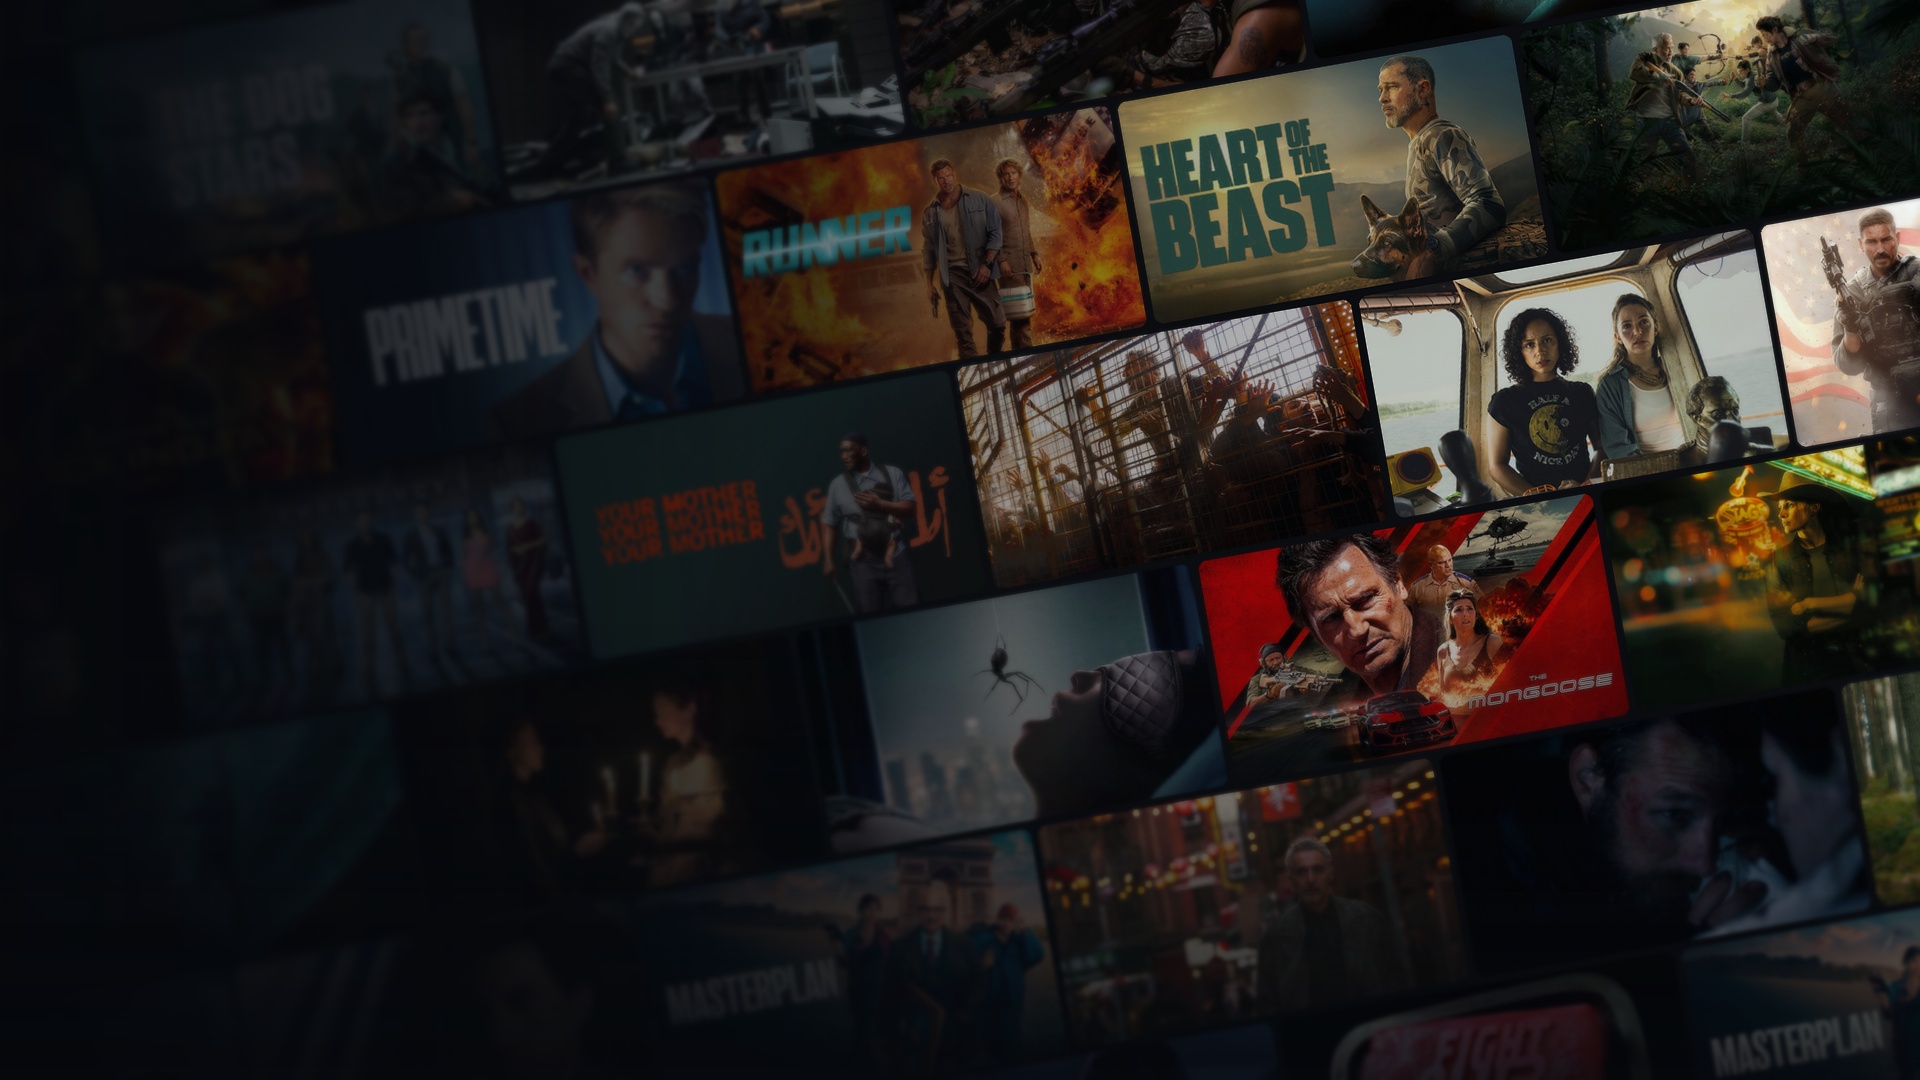 THE DOG
STARS
HEART OF
THE
BEAST
RUNNER
PRIMETIME
HALF A
NICE DAY
YOUR MOTHER
YOUR MOTHER
YOUR MOTHER
THE
MONGOOSE
MASTERPLAN
FIGHT
MASTERPLAN